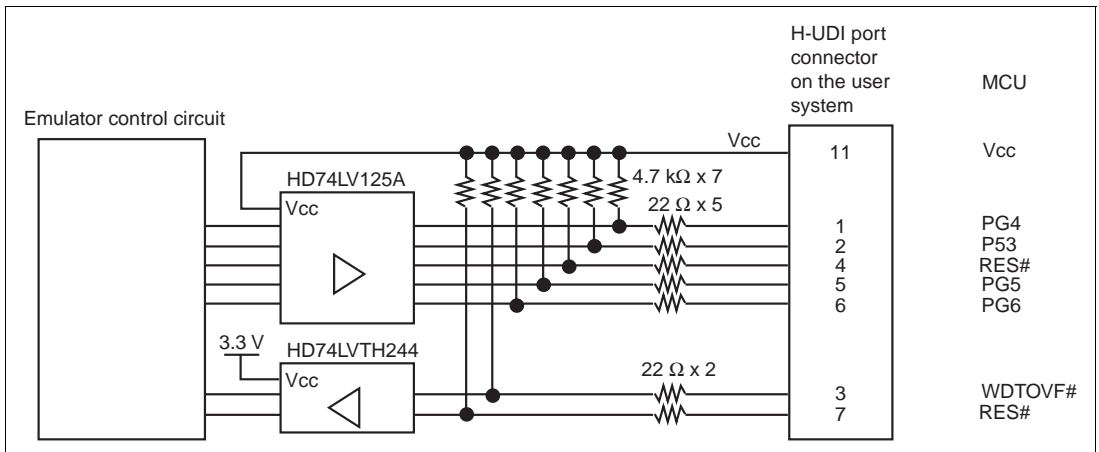 H-UDI port
connector
on the user
system
MCU
Emulator control circuit
Vcc
11
Vcc
HD74LV125A
4.7 kΩ x 7
Vcc
22 Ω x 5
1
PG4
2
P53
4
RES#
5
PG5
6
PG6
3.3 V
HD74LVTH244
Vcc
22 Ω x 2
3
WDTOVF#
7
RES#